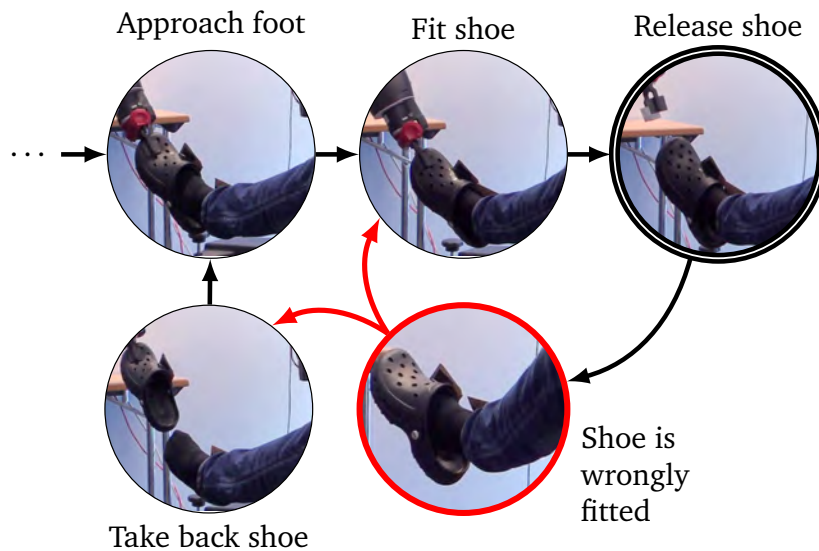 Approach foot
Fit shoe
Release shoe
. . .
Shoe is
wrongly
fitted
Take back shoe